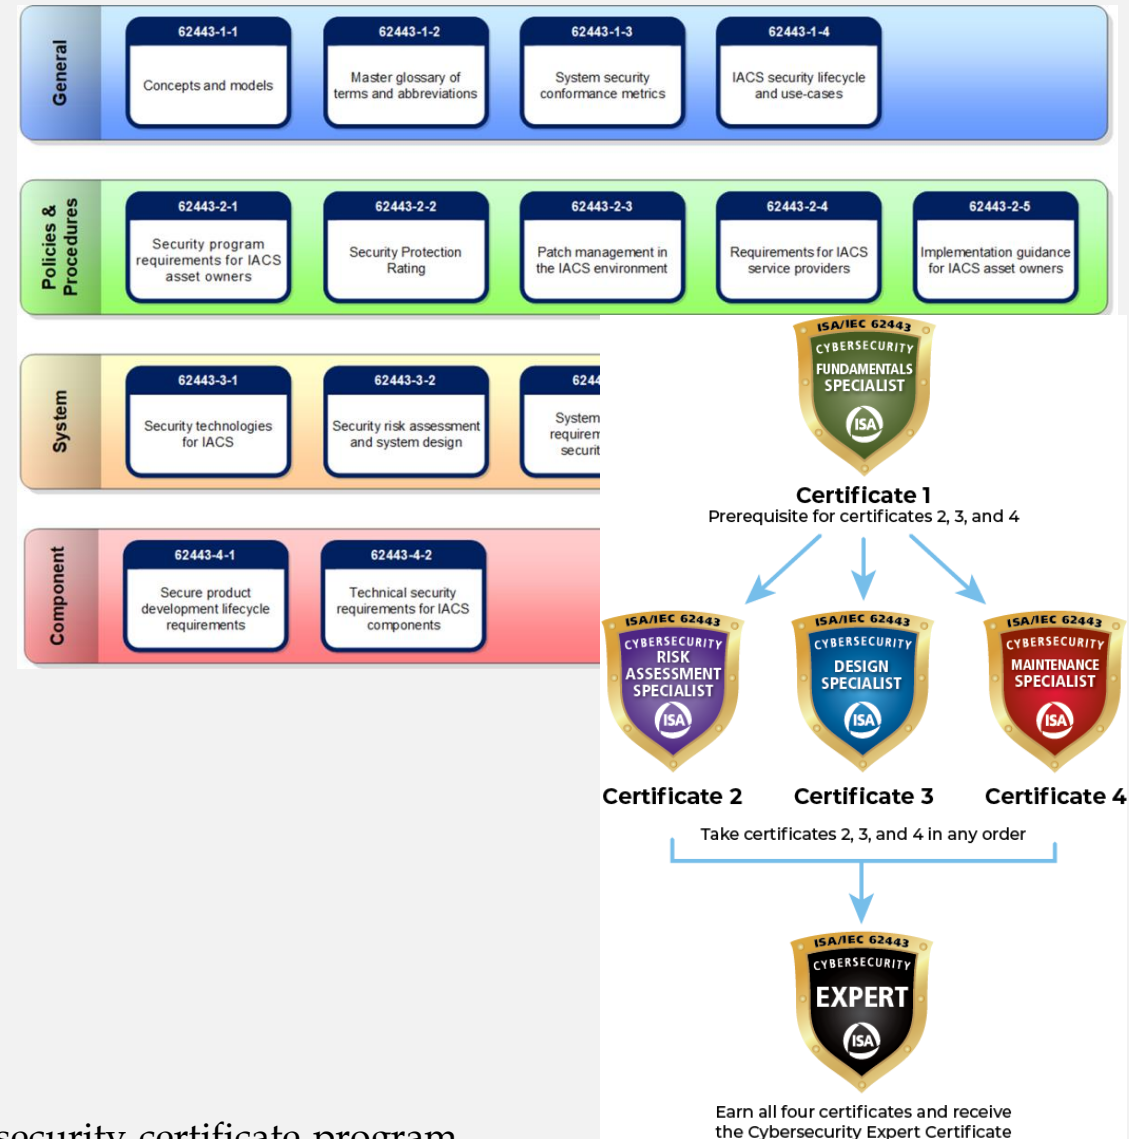 General
62443-1-1
Concepts and models
62443-1-2
Master glossary of
terms and abbreviations
62443-1-3
System security
conformance metrics
62443-1-4
IACS security lifecycle
and use-cases
Policies &
Procedures
62443-2-1
Security program
requirements for IACS
asset owners
62443-2-2
Security Protection
Rating
62443-2-3
Patch management in
the IACS environment
62443-2-4
Requirements for IACS
service providers
62443-2-5
Implementation guidance
for IACS asset owners
System
62443-3-1
Security technologies
for IACS
62443-3-2
Security risk assessment
and system design
624
System
requirem
securit
Component
62443-4-1
Secure product
development lifecycle
requirements
62443-4-2
Technical security
requirements for IACS
components
ISA/IEC 62443
CYBERSECURITY
FUNDAMENTALS
SPECIALIST
ISA
Certificate 1
Prerequisite for certificates 2, 3, and 4
ISA/IEC 62443
CYBERSECURITY
RISK
ASSESSMENT
SPECIALIST
ISA
Certificate 2
ISA/IEC 62443
CYBERSECURITY
DESIGN
SPECIALIST
ISA
Certificate 3
ISA/IEC 62443
CYBERSECURITY
MAINTENANCE
SPECIALIST
ISA
Certificate 4
Take certificates 2, 3, and 4 in any order
ISA/IEC 62443
CYBERSECURITY
EXPERT
ISA
Earn all four certificates and receive
the Cybersecurity Expert Certificate
security certificate program